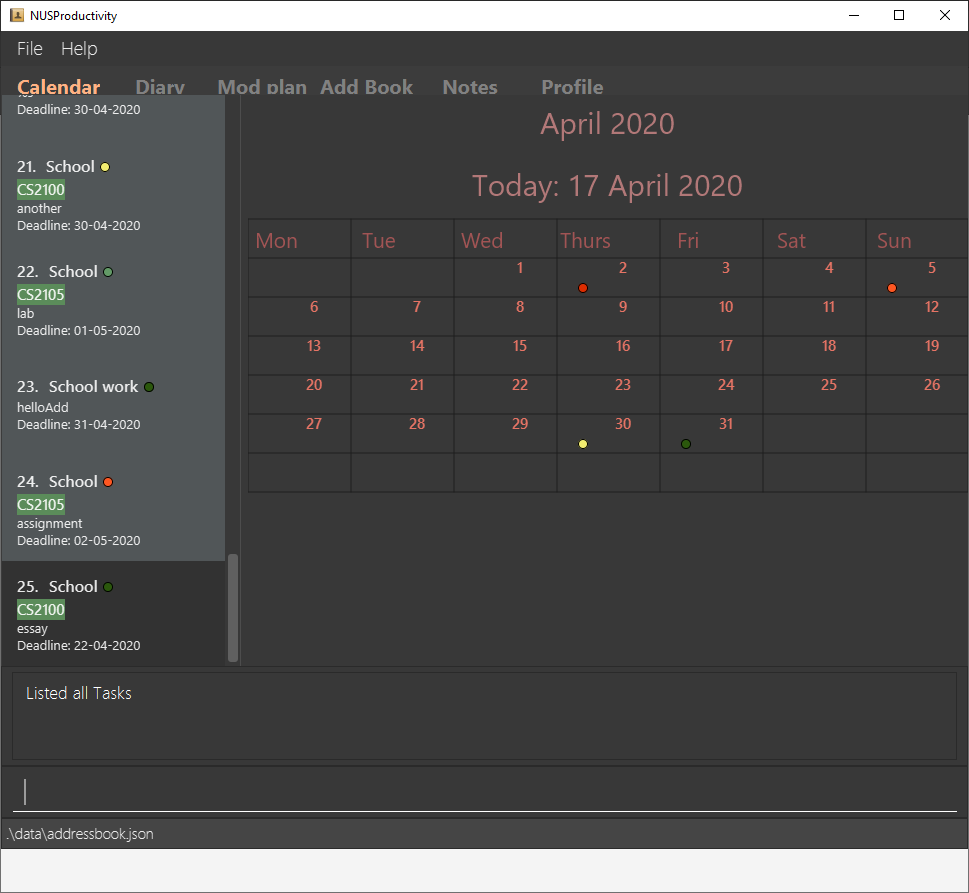 NUSProductivity
File Help
Calendar Diary Mod plan Add Book Notes Profile
Deadline: 30-04-2020
21. School
CS2100
another
Deadline: 30-04-2020
22. School
CS2105
lab
Deadline: 01-05-2020
23. School work
helloAdd
Deadline: 31-04-2020
24. School
CS2105
assignment
Deadline: 02-05-2020
25. School
CS2100
essay
Deadline: 22-04-2020
April 2020
Today: 17 April 2020
Mon Tue Wed Thurs Fri Sat Sun
1 2 3 4 5
6 7 8 9 10 11 12
13 14 15 16 17 18 19
20 21 22 23 24 25 26
27 28 29 30 31
Listed all Tasks
.\data\addressbook.json